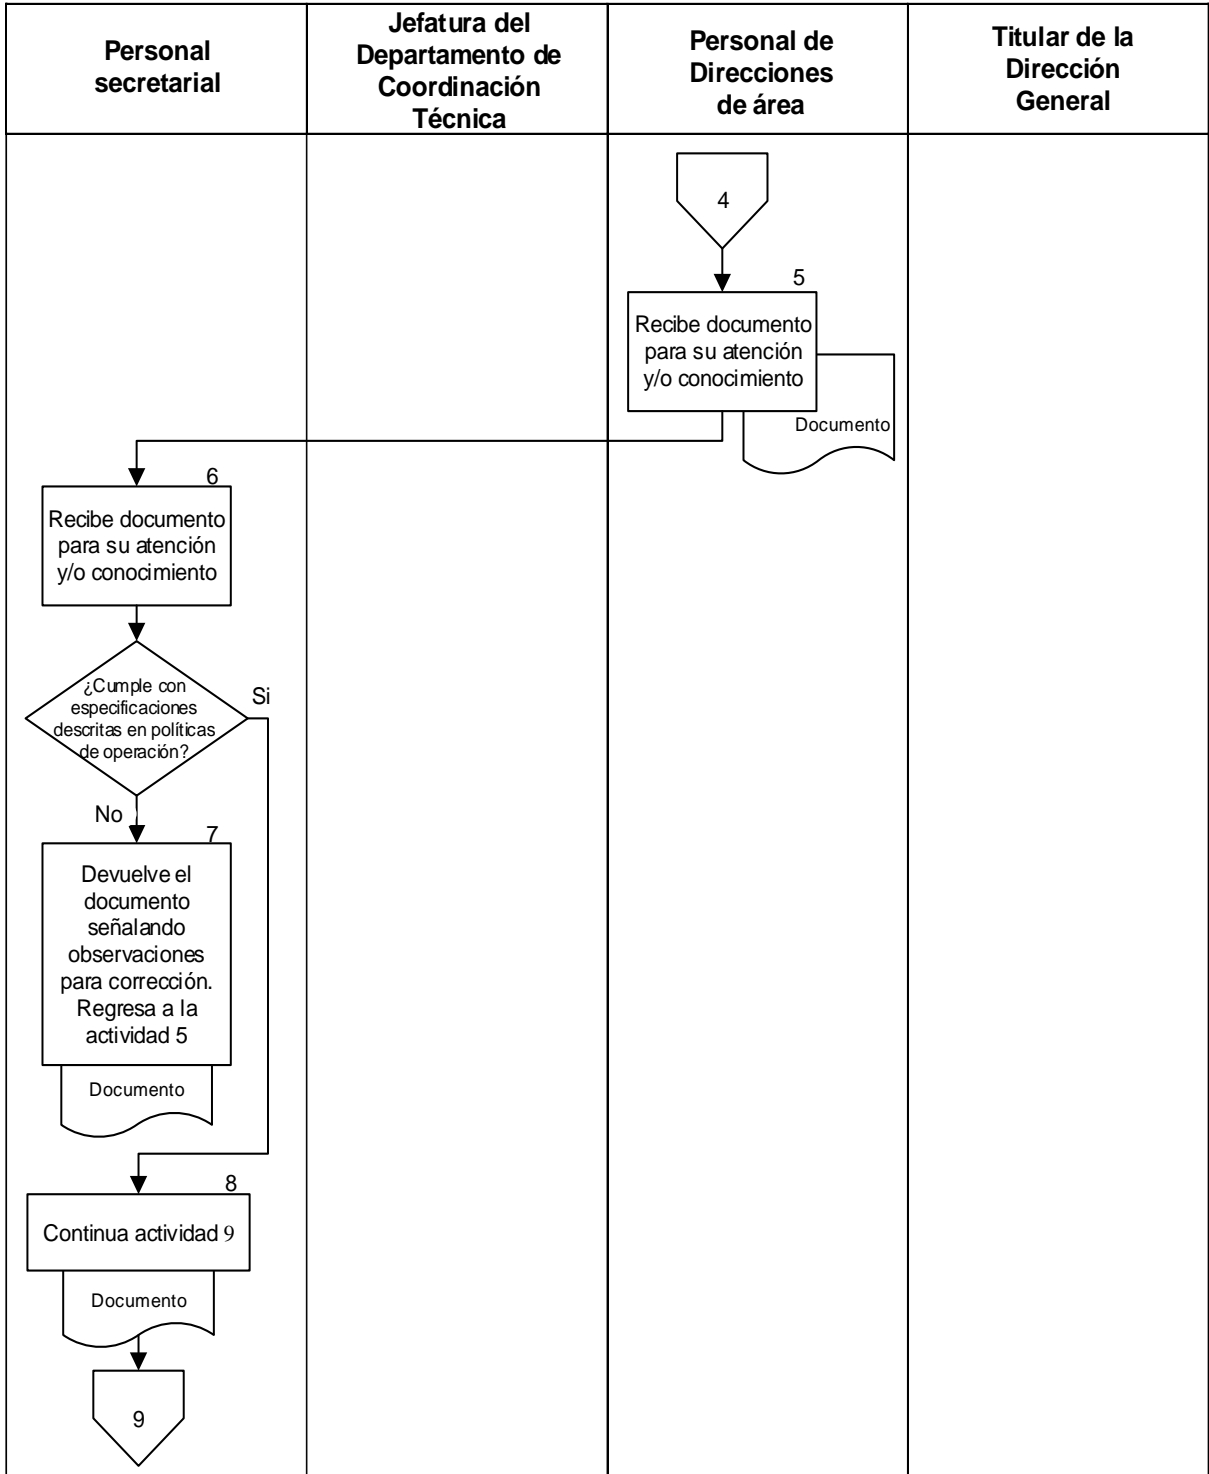 Personal
secretarial
Jefatura del
Departamento de
Coordinación
Técnica
Personal de
Direcciones
de área
Titular de la
Dirección
General
4
5
Recibe documento
para su atención
y/o conocimiento
Documento
6
Recibe documento
para su atención
y/o conocimiento
¿Cumple con
especificaciones
descritas en políticas
de operación?
Si
No
7
Devuelve el
documento
señalando
observaciones
para corrección.
Regresa a la
actividad 5
Documento
8
Continua actividad 9
Documento
9